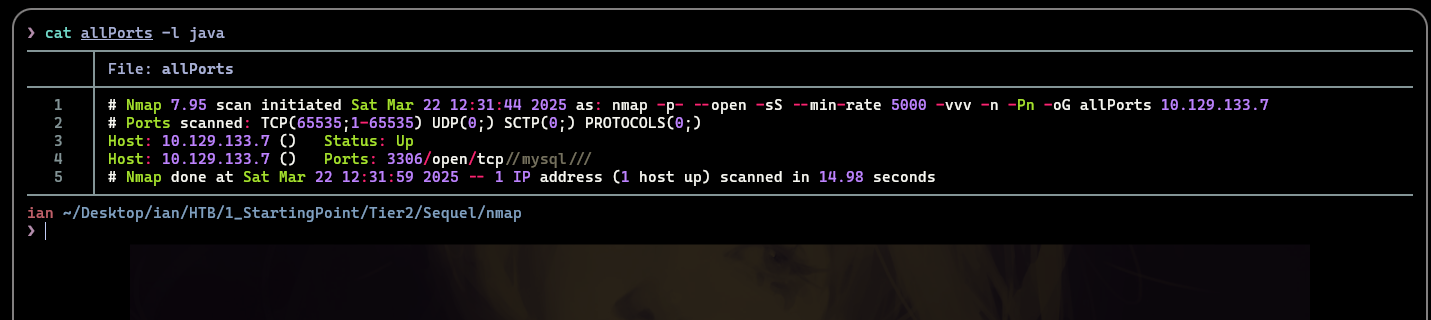 ❯ cat allPorts -l java
File: allPorts
1 # Nmap 7.95 scan initiated Sat Mar 22 12:31:44 2025 as: nmap -p- --open -sS --min-rate 5000 -vvv -n -Pn -oG allPorts 10.129.133.7
2 # Ports scanned: TCP(65535;1-65535) UDP(0;) SCTP(0;) PROTOCOLS(0;)
3 Host: 10.129.133.7 () Status: Up
4 Host: 10.129.133.7 () Ports: 3306/open/tcp//mysql///
5 # Nmap done at Sat Mar 22 12:31:59 2025 -- 1 IP address (1 host up) scanned in 14.98 seconds
ian ~/Desktop/ian/HTB/1_StartingPoint/Tier2/Sequel/nmap
❯